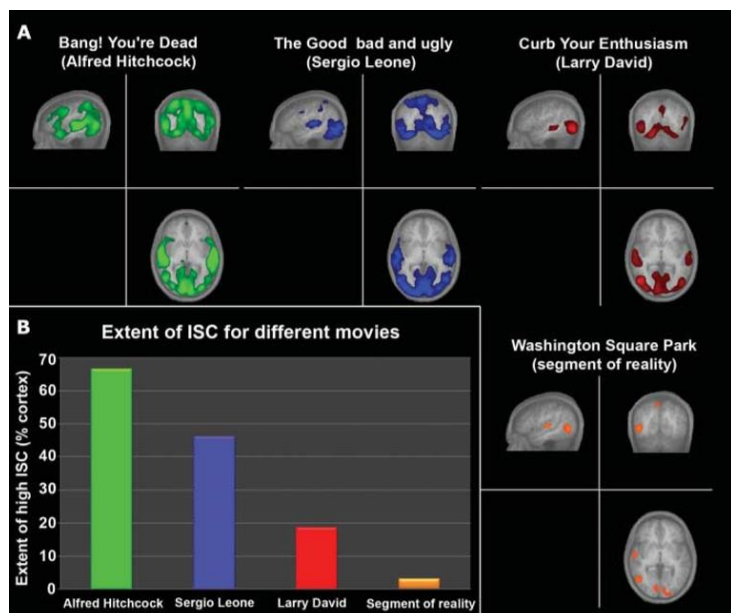 A
Bang! You're Dead
(Alfred Hitchcock)
The Good bad and ugly
(Sergio Leone)
Curb Your Enthusiasm
(Larry David)
B
Extent of ISC for different movies
Extent of high ISC (% cortex)
70
60
50
40
30
20
10
0
Alfred Hitchcock
Sergio Leone
Larry David
Segment of reality
Washington Square Park
(segment of reality)